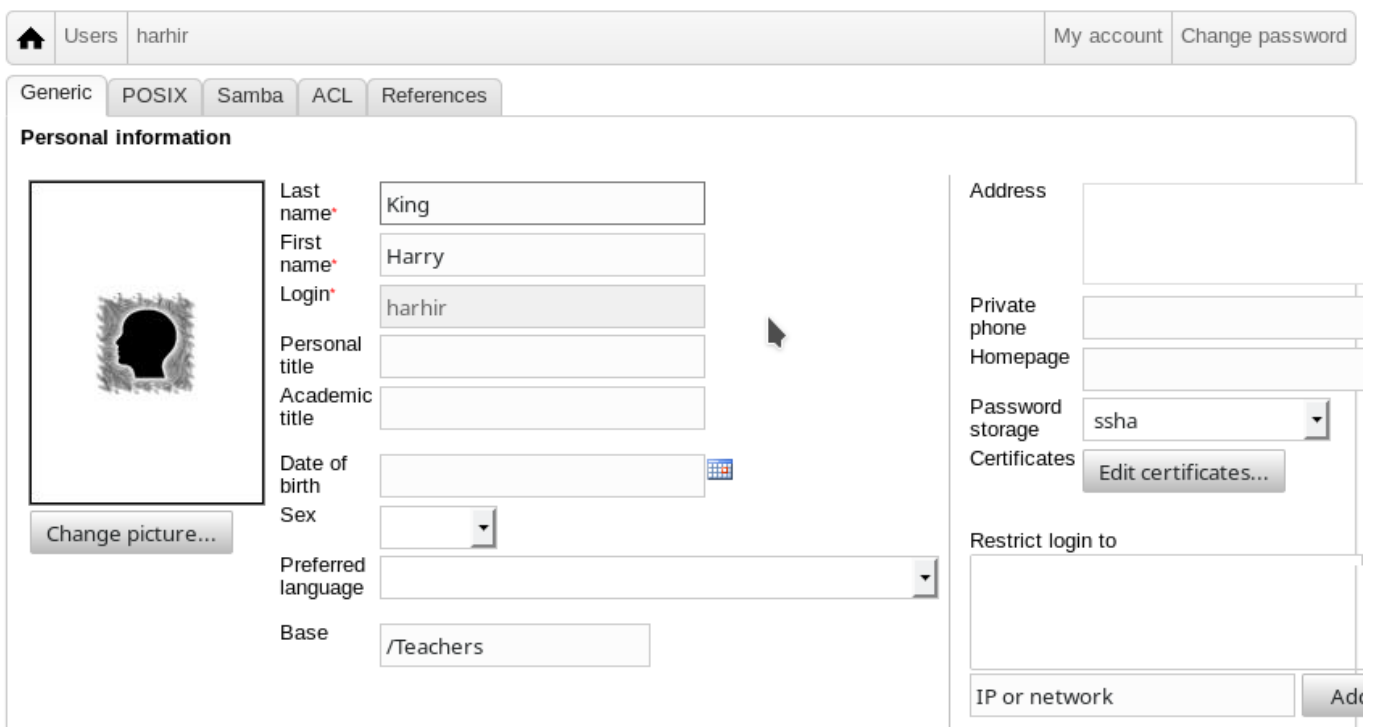 Users harhir My account Change password
Generic POSIX Samba ACL References
Personal information
Last name* King
First name* Harry
Login* harhir
Personal title
Academic title
Date of birth
Sex
Preferred language
Base /Teachers
Change picture...
Address
Private phone
Homepage
Password storage ssha
Certificates Edit certificates...
Restrict login to
IP or network